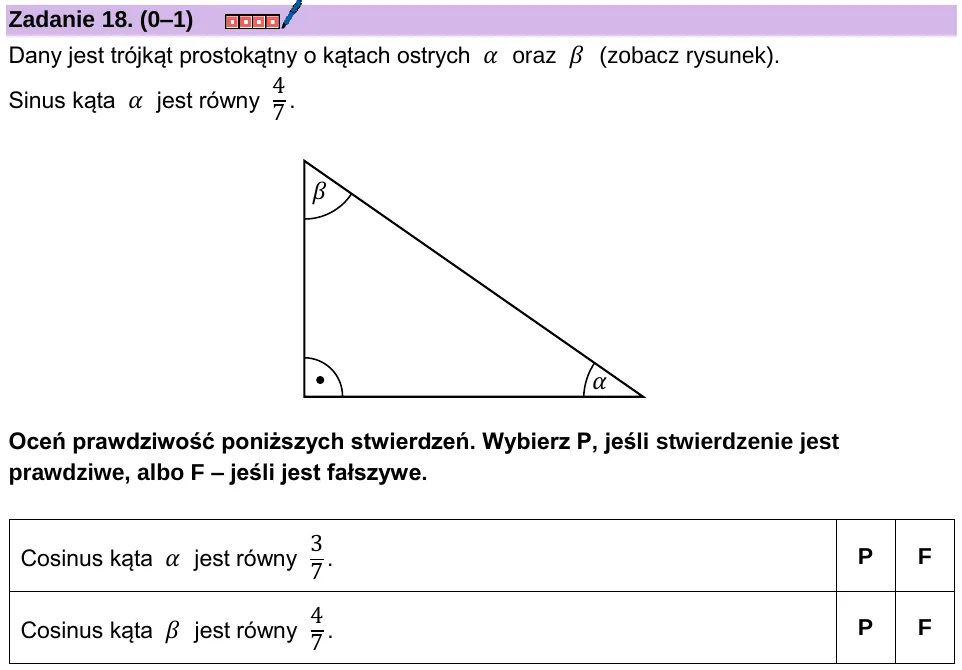 Zadanie 18. (0–1)
Dany jest trójkąt prostokątny o kątach ostrych α oraz β (zobacz rysunek).
Sinus kąta α jest równy 4/7.
β
α
Oceń prawdziwość poniższych stwierdzeń. Wybierz P, jeśli stwierdzenie jest
prawdziwe, albo F – jeśli jest fałszywe.
Cosinus kąta α jest równy 3/7. P F
Cosinus kąta β jest równy 4/7. P F